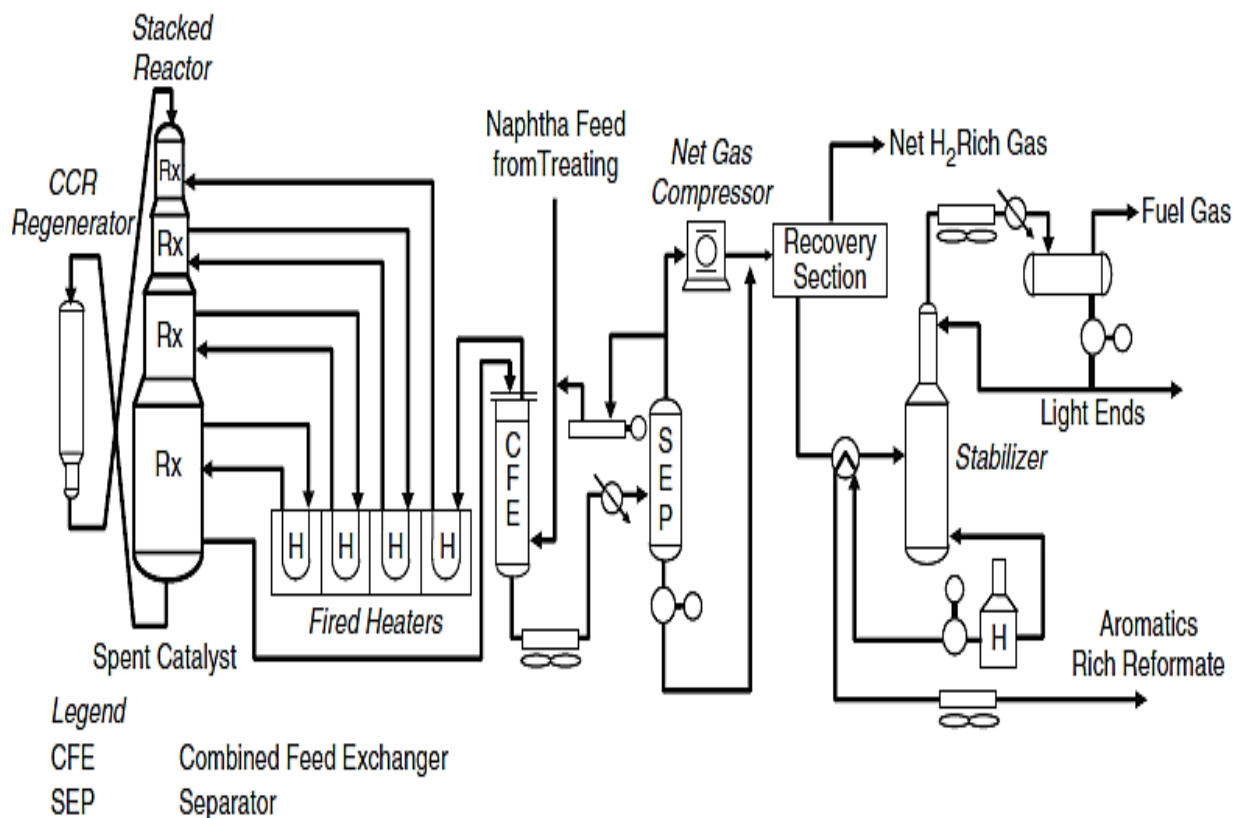 Stacked
Reactor
CCR
Regenerator
Rx
Rx
Rx
Rx
Spent Catalyst
H
H
H
H
Fired Heaters
Naphtha Feed
fromTreating
C
F
E
S
E
P
Net Gas
Compressor
Recovery
Section
Net H₂Rich Gas
Fuel Gas
Light Ends
Stabilizer
H
Aromatics
Rich Reformate
Legend
CFE Combined Feed Exchanger
SEP Separator